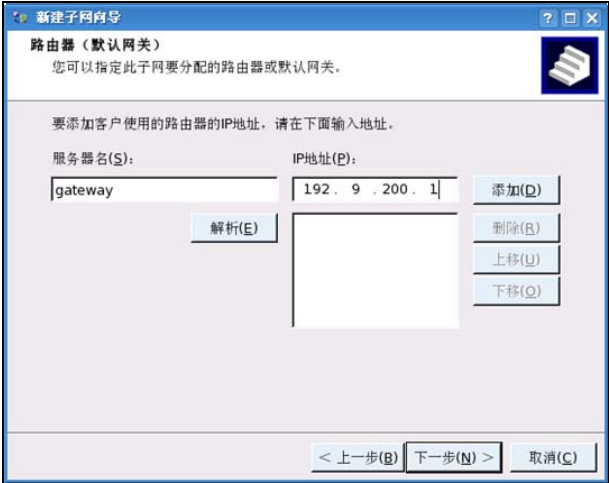 新建子网向导
路由器（默认网关）
您可以指定此子网要分配的路由器或默认网关。
要添加客户使用的路由器的IP地址，请在下面输入地址。
服务器名(S): IP地址(P):
gateway 192. 9 .200. 1 添加(D)
解析(E) 删除(R)
上移(U)
下移(O)
< 上一步(B) 下一步(N) > 取消(C)